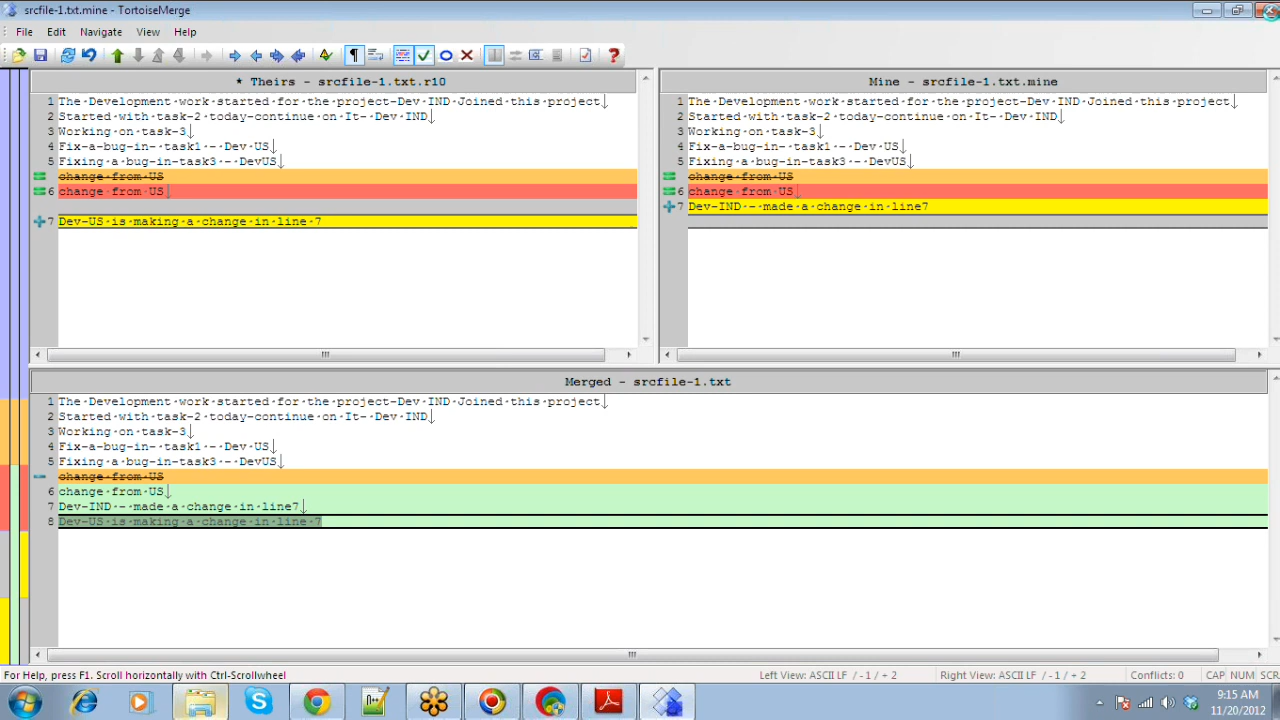 srcfile-1.txt.mine - TortoiseMerge
File Edit Navigate View Help
* Theirs - srcfile-1.txt.r10
1 The·Development·work·started·for·the·project-Dev·IND·Joined·this·project↓
2 Started·with·task-2·today-continue·on·It-·Dev·IND↓
3 Working·on·task-3↓
4 Fix-a-bug-in-·task1·-·Dev·US↓
5 Fixing·a·bug-in-task3·-·DevUS↓
change·from·US
6 change·from·US↓
7 Dev-US·is·making·a·change·in·line·7
Mine - srcfile-1.txt.mine
1 The·Development·work·started·for·the·project-Dev·IND·Joined·this·project↓
2 Started·with·task-2·today-continue·on·It-·Dev·IND↓
3 Working·on·task-3↓
4 Fix-a-bug-in-·task1·-·Dev·US↓
5 Fixing·a·bug-in-task3·-·DevUS↓
change·from·US
6 change·from·US↓
7 Dev-IND·-·made·a·change·in·line7
Merged - srcfile-1.txt
1 The·Development·work·started·for·the·project-Dev·IND·Joined·this·project↓
2 Started·with·task-2·today-continue·on·It-·Dev·IND↓
3 Working·on·task-3↓
4 Fix-a-bug-in-·task1·-·Dev·US↓
5 Fixing·a·bug-in-task3·-·DevUS↓
change·from·US
6 change·from·US↓
7 Dev-IND·-·made·a·change·in·line7↓
8 Dev-US·is·making·a·change·in·line·7
For Help, press F1. Scroll horizontally with Ctrl-Scrollwheel
Left View: ASCII LF / - 1 / + 2
Right View: ASCII LF / - 1 / + 2
Conflicts: 0
CAP NUM SCR
9:15 AM
11/20/2012